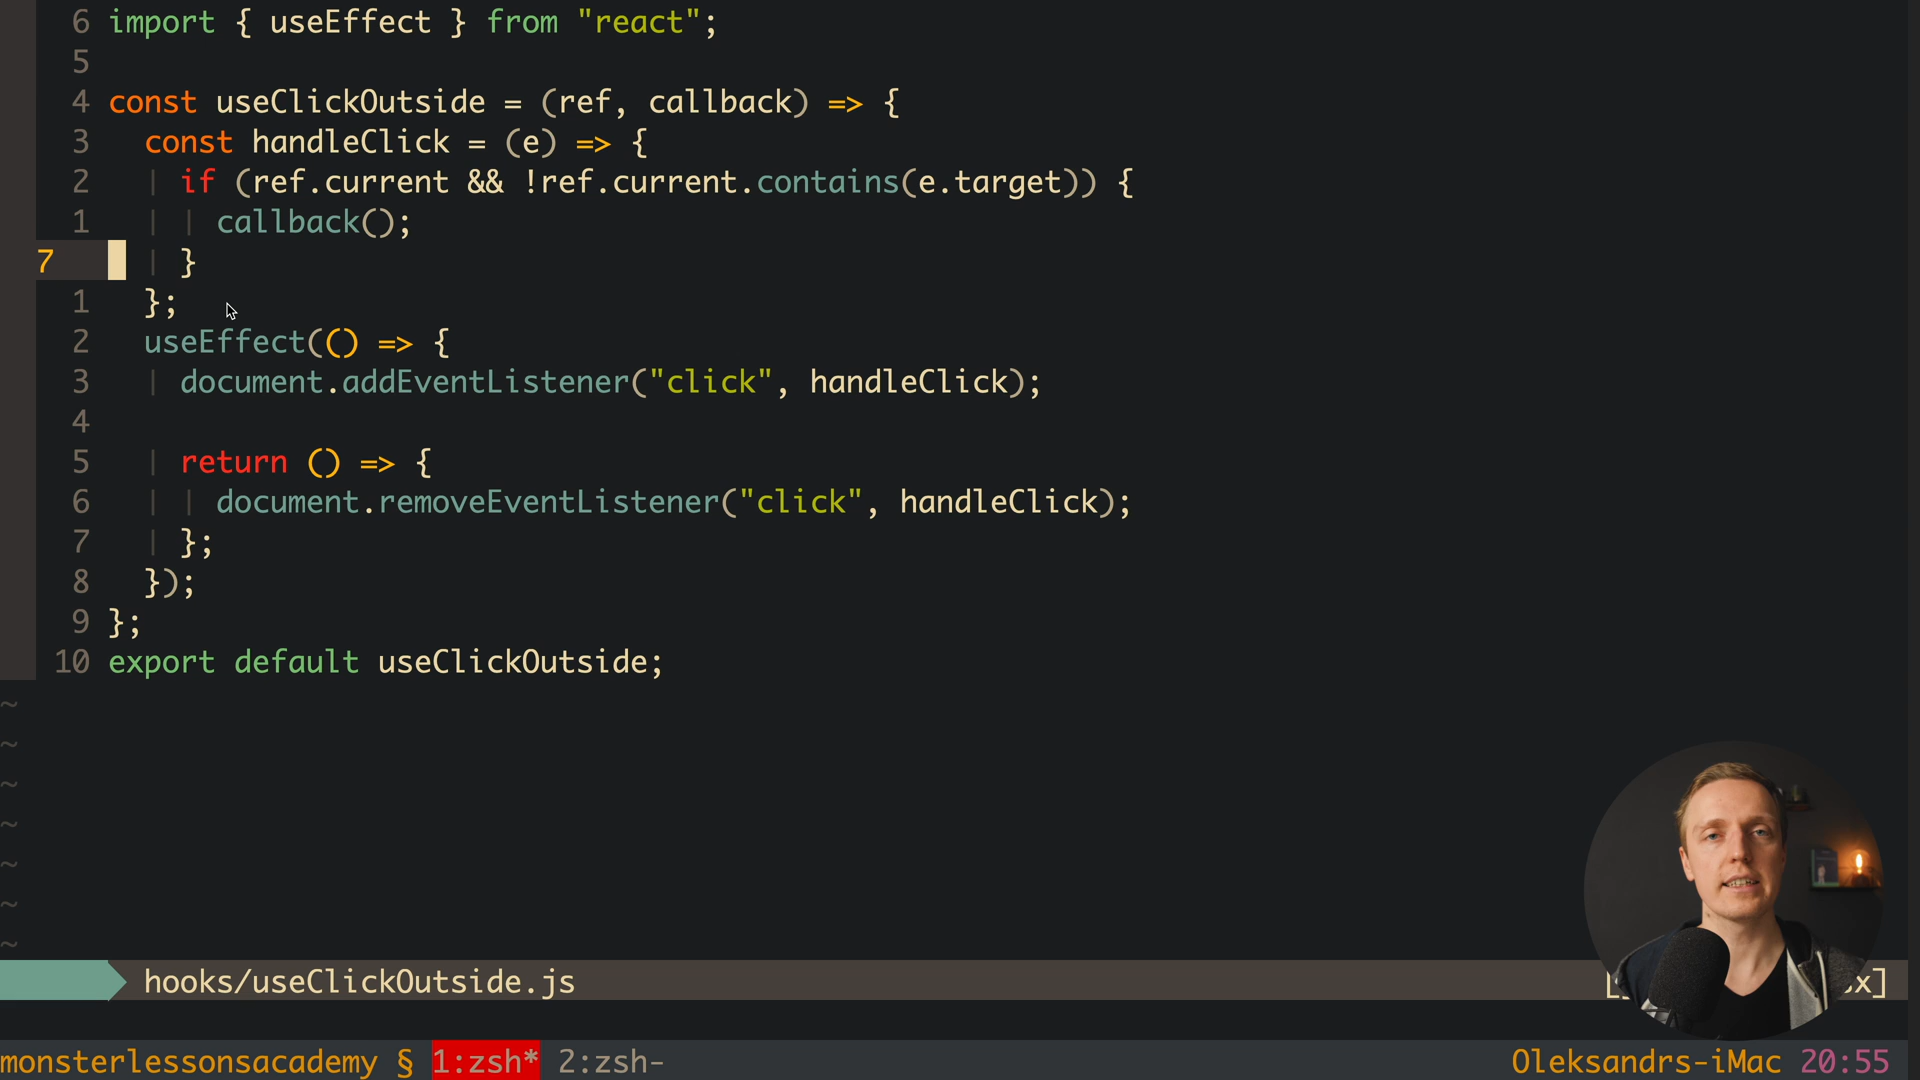 6 import { useEffect } from "react";
5
4 const useClickOutside = (ref, callback) => {
3 const handleClick = (e) => {
2 if (ref.current && !ref.current.contains(e.target)) {
1 callback();
7 }
1 };
2 useEffect(() => {
3 document.addEventListener("click", handleClick);
4
5 return () => {
6 document.removeEventListener("click", handleClick);
7 };
8 });
9 };
10 export default useClickOutside;
~
~
~
~
~
~
~
hooks/useClickOutside.js
monsterlessonsacademy § 1:zsh* 2:zsh- Oleksandrs-iMac 20:55